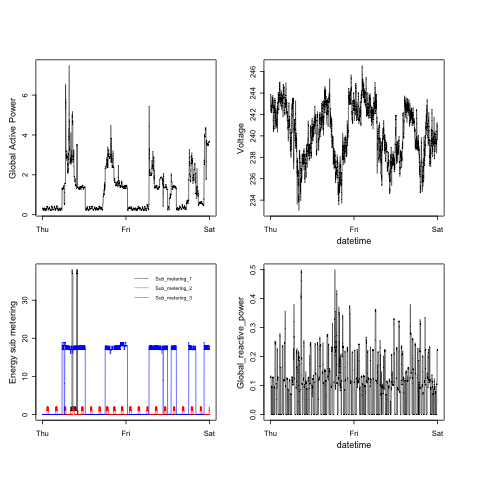 Global Active Power
0 2 4 6
Thu Fri Sat
Voltage
234 236 238 240 242 244 246
Thu Fri Sat
datetime
Energy sub metering
0 10 20 30
Sub_metering_1
Sub_metering_2
Sub_metering_3
Thu Fri Sat
Global_reactive_power
0.0 0.1 0.2 0.3 0.4 0.5
Thu Fri Sat
datetime